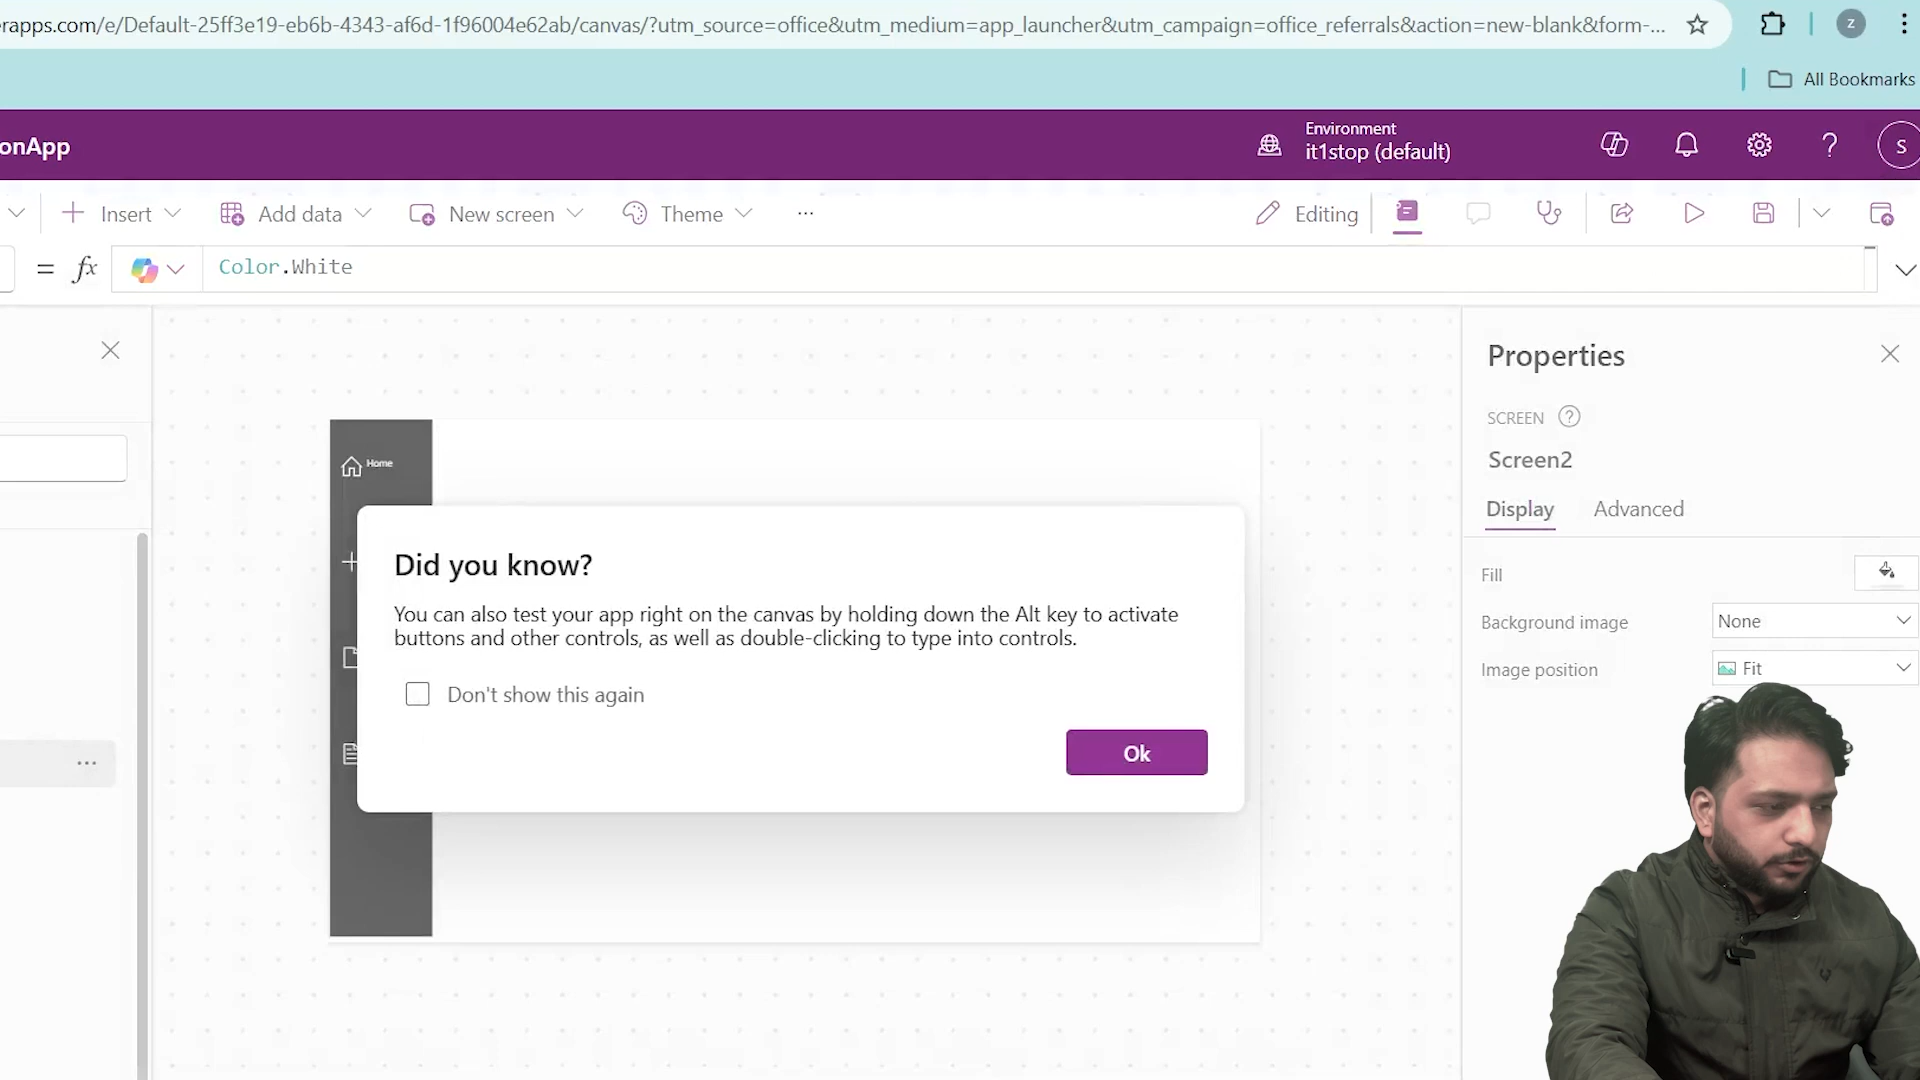 erapps.com/e/Default-25ff3e19-eb6b-4343-af6d-1f96004e62ab/canvas/?utm_source=office&utm_medium=app_launcher&utm_campaign=office_referrals&action=new-blank&form-...
Z
All Bookmarks
onApp
Environment
it1stop (default)
?
S
Insert
Add data
New screen
Theme
...
Editing
= fx
Color.White
Properties
SCREEN ?
Screen2
Display
Advanced
Home
Did you know?
You can also test your app right on the canvas by holding down the Alt key to activate
buttons and other controls, as well as double-clicking to type into controls.
Don't show this again
Ok
Fill
Background image
None
Image position
Fit
...